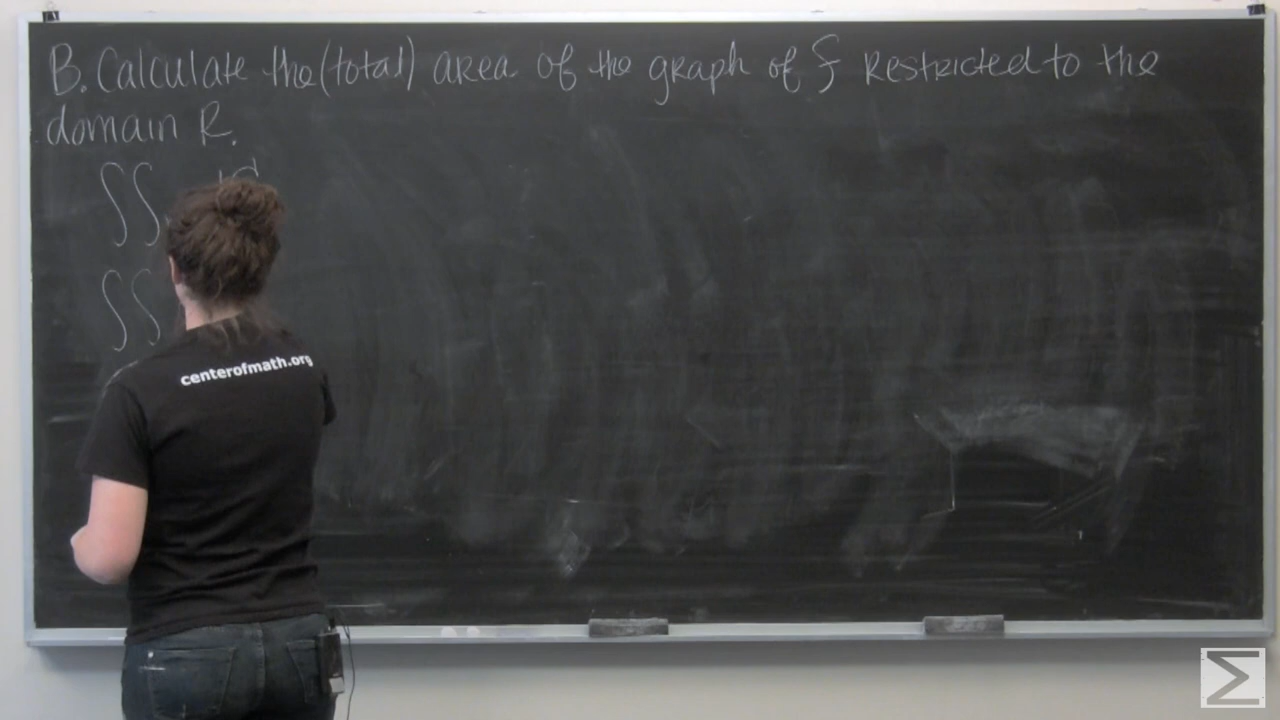 B. Calculate the (total) area of the graph of f restricted to the
domain R.
∫∫
∫∫
centerofmath.org
Σ